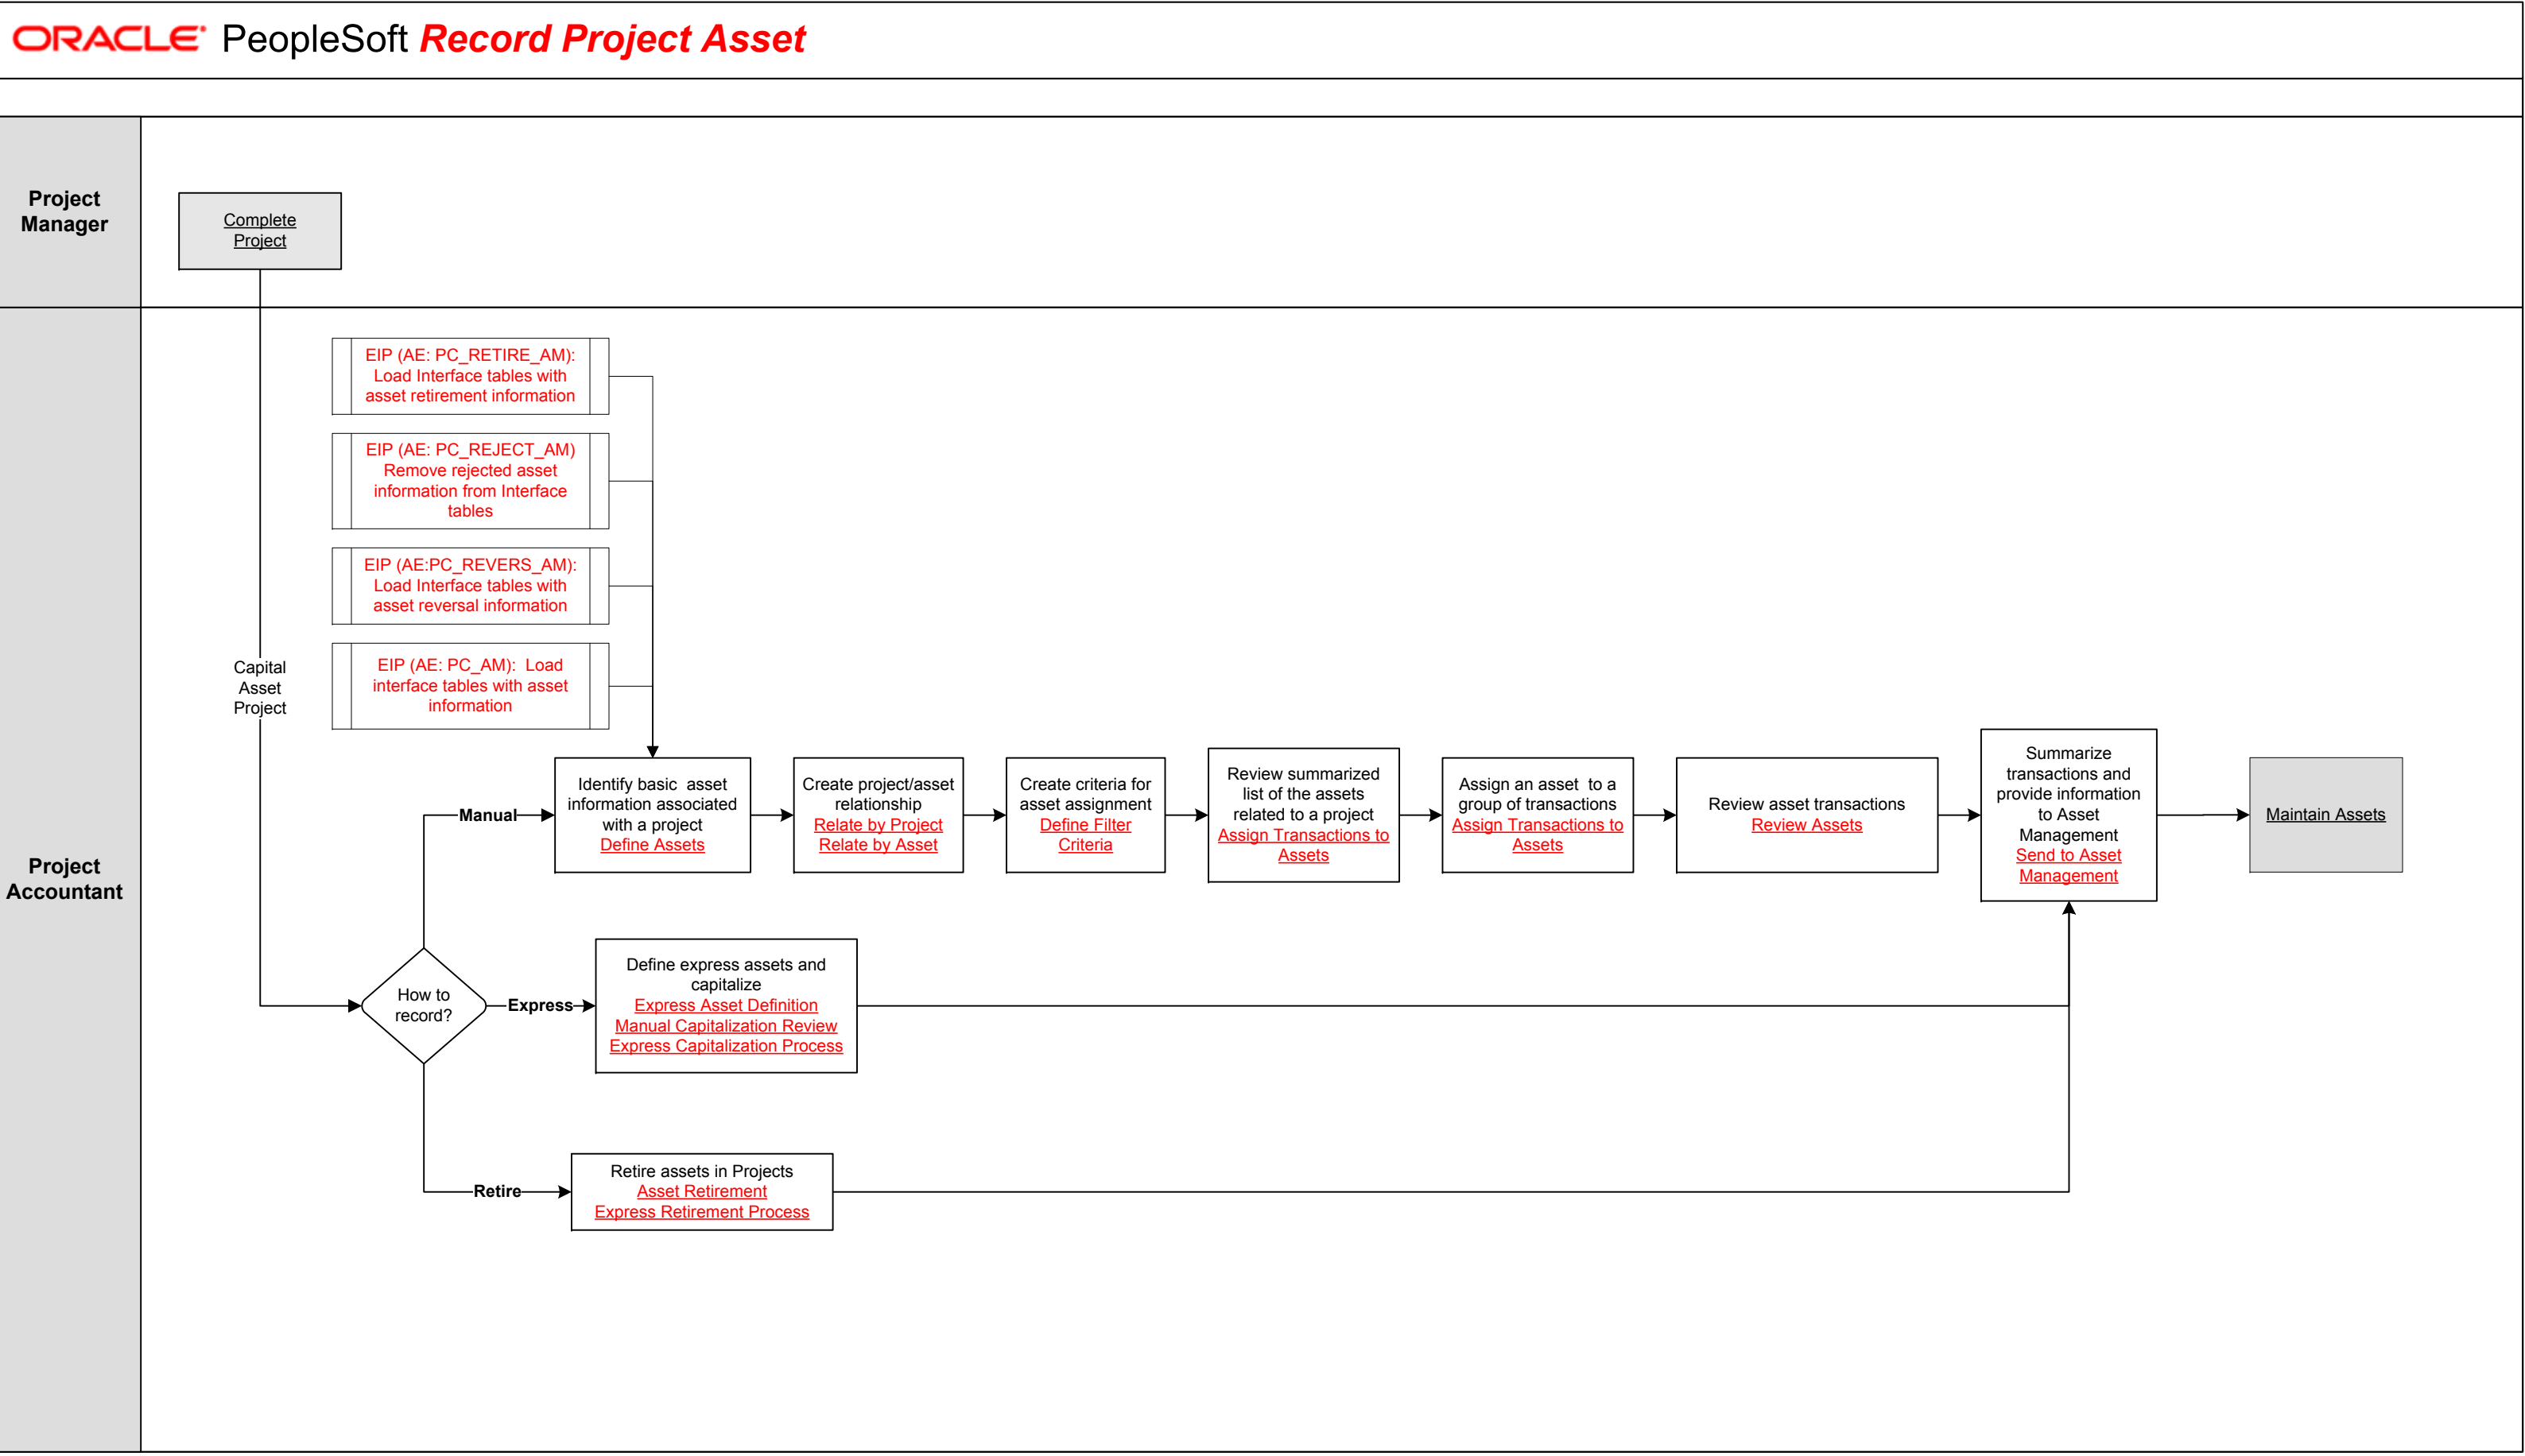 ORACLE PeopleSoft Record Project Asset
Project
Manager
Complete
Project
EIP (AE: PC_RETIRE_AM):
Load Interface tables with
asset retirement information
EIP (AE: PC_REJECT_AM)
Remove rejected asset
information from Interface
tables
EIP (AE:PC_REVERS_AM):
Load Interface tables with
asset reversal information
EIP (AE: PC_AM): Load
interface tables with asset
information
Capital
Asset
Project
Project
Accountant
Manual
Identify basic asset
information associated
with a project
Define Assets
Create project/asset
relationship
Relate by Project
Relate by Asset
Create criteria for
asset assignment
Define Filter
Criteria
Review summarized
list of the assets
related to a project
Assign Transactions to
Assets
Assign an asset to a
group of transactions
Assign Transactions to
Assets
Review asset transactions
Review Assets
Summarize
transactions and
provide information
to Asset
Management
Send to Asset
Management
Maintain Assets
How to
record?
Express
Define express assets and
capitalize
Express Asset Definition
Manual Capitalization Review
Express Capitalization Process
Retire
Retire assets in Projects
Asset Retirement
Express Retirement Process